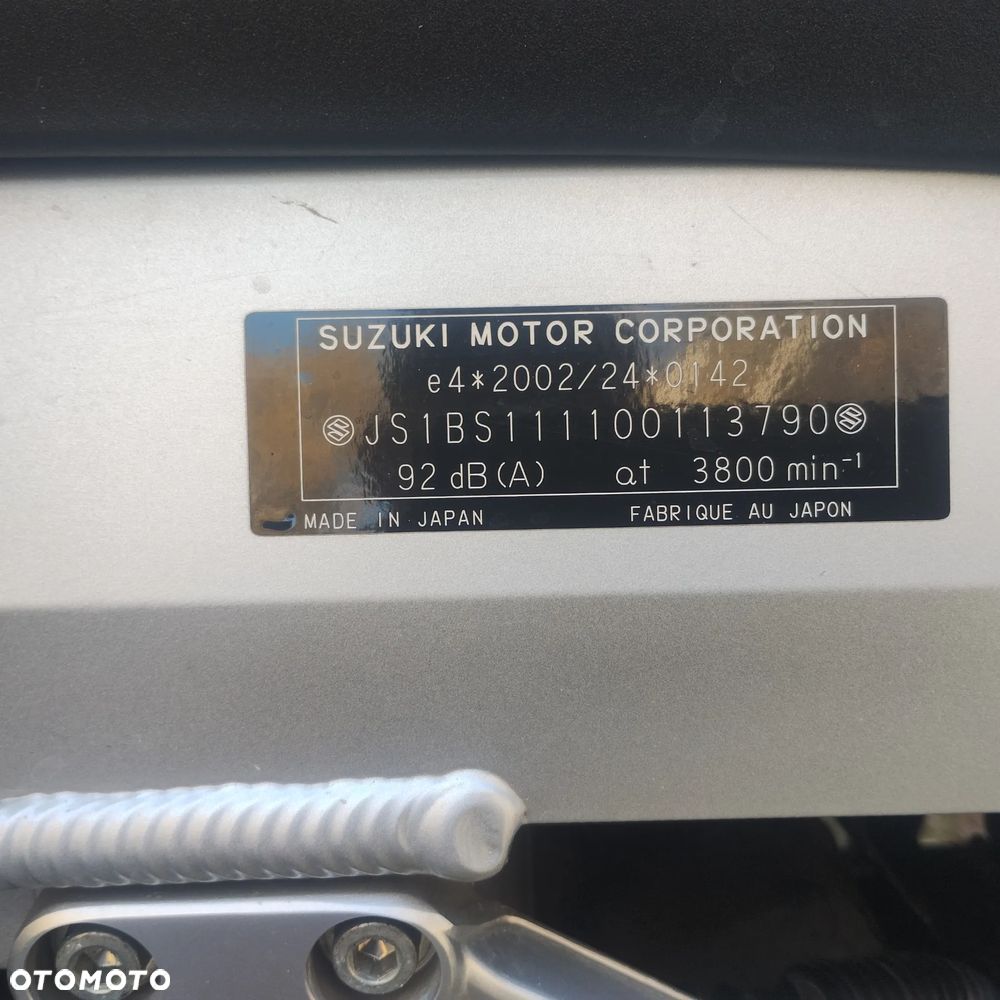 SUZUKI MOTOR CORPORATION
e4*2002/24*0142
JS1BS111100113790
92 dB(A) at 3800 min⁻¹
MADE IN JAPAN FABRIQUE AU JAPON
OTOMOTO